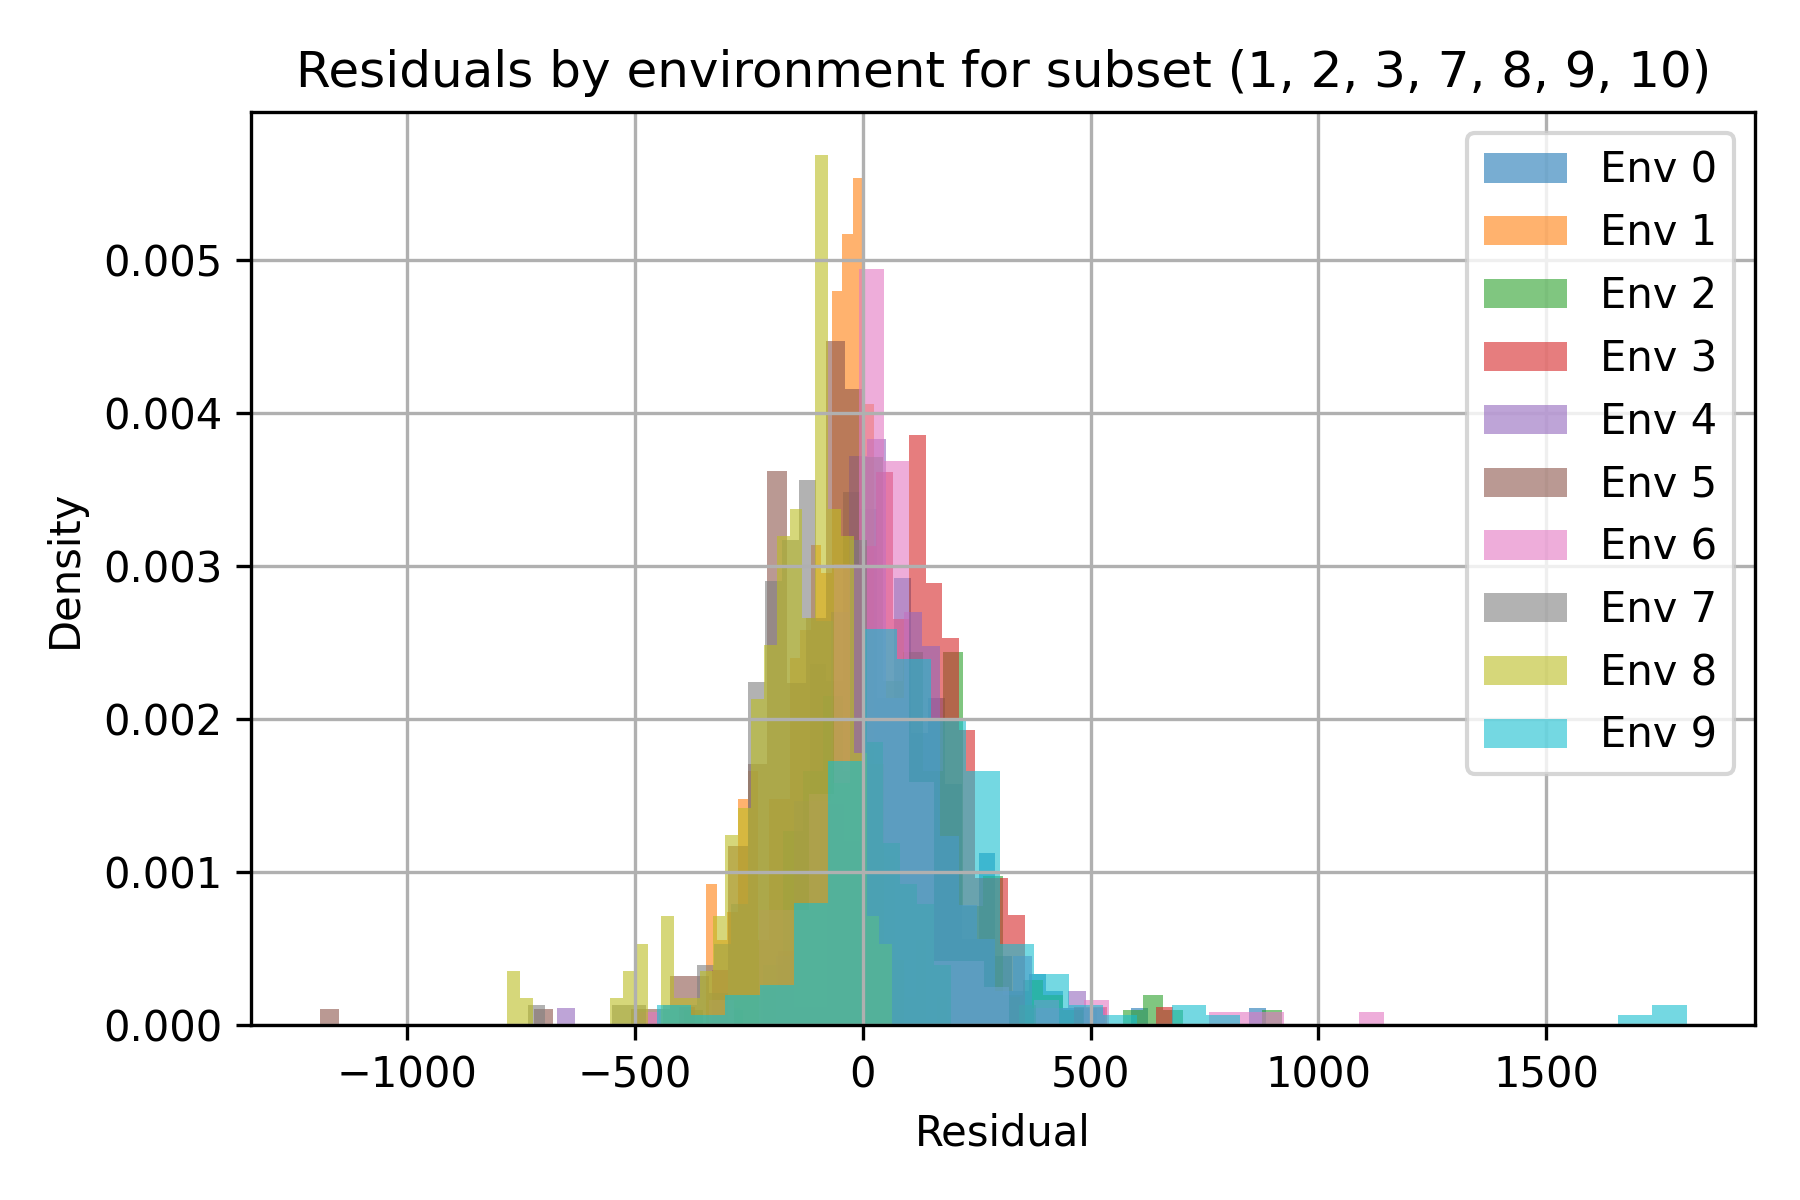 Residuals by environment for subset (1, 2, 3, 7, 8, 9, 10)
Env 0
Env 1
Env 2
Env 3
Env 4
Env 5
Env 6
Env 7
Env 8
Env 9
Density
0.005
0.004
0.003
0.002
0.001
0.000
−1000 −500 0 500 1000 1500
Residual